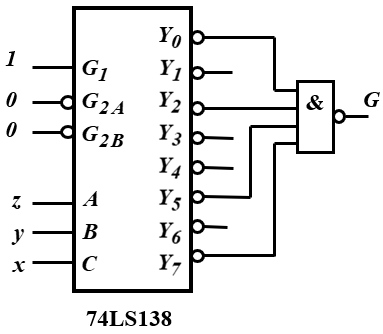 Y0
1 G1 Y1
0 G2A Y2 & G
0 G2B Y3
Y4
z A Y5
y B Y6
x C Y7
74LS138